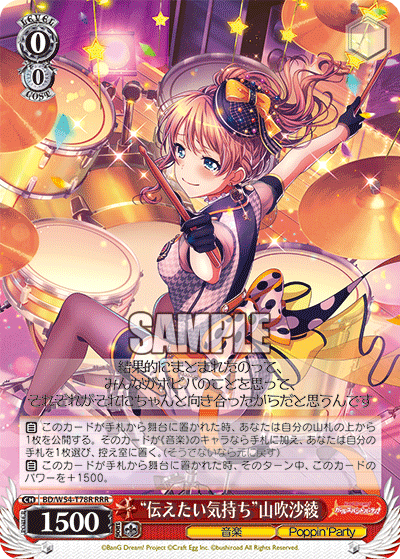 LEVEL
0
0
COST
SAMPLE
結果的にまとまれたのって、
みんながポピパのことを思って、
それぞれがそれにちゃんと向き合ったからだと思うんです
自 このカードが手札から舞台に置かれた時、あなたは自分の山札の上から
1枚を公開する。そのカードが《音楽》のキャラなら手札に加え、あなたは自分の
手札を1枚選び、控え室に置く。(そうでないなら元に戻す)
自 このカードが手札から舞台に置かれた時、そのターン中、このカードの
パワーを+1500。
CH BD/W54-T78R RRR
1500
“伝えたい気持ち”山吹沙綾
音楽
Poppin'Party
©BanG Dream! Project ©Craft Egg Inc. ©bushiroad All Rights Reserved.